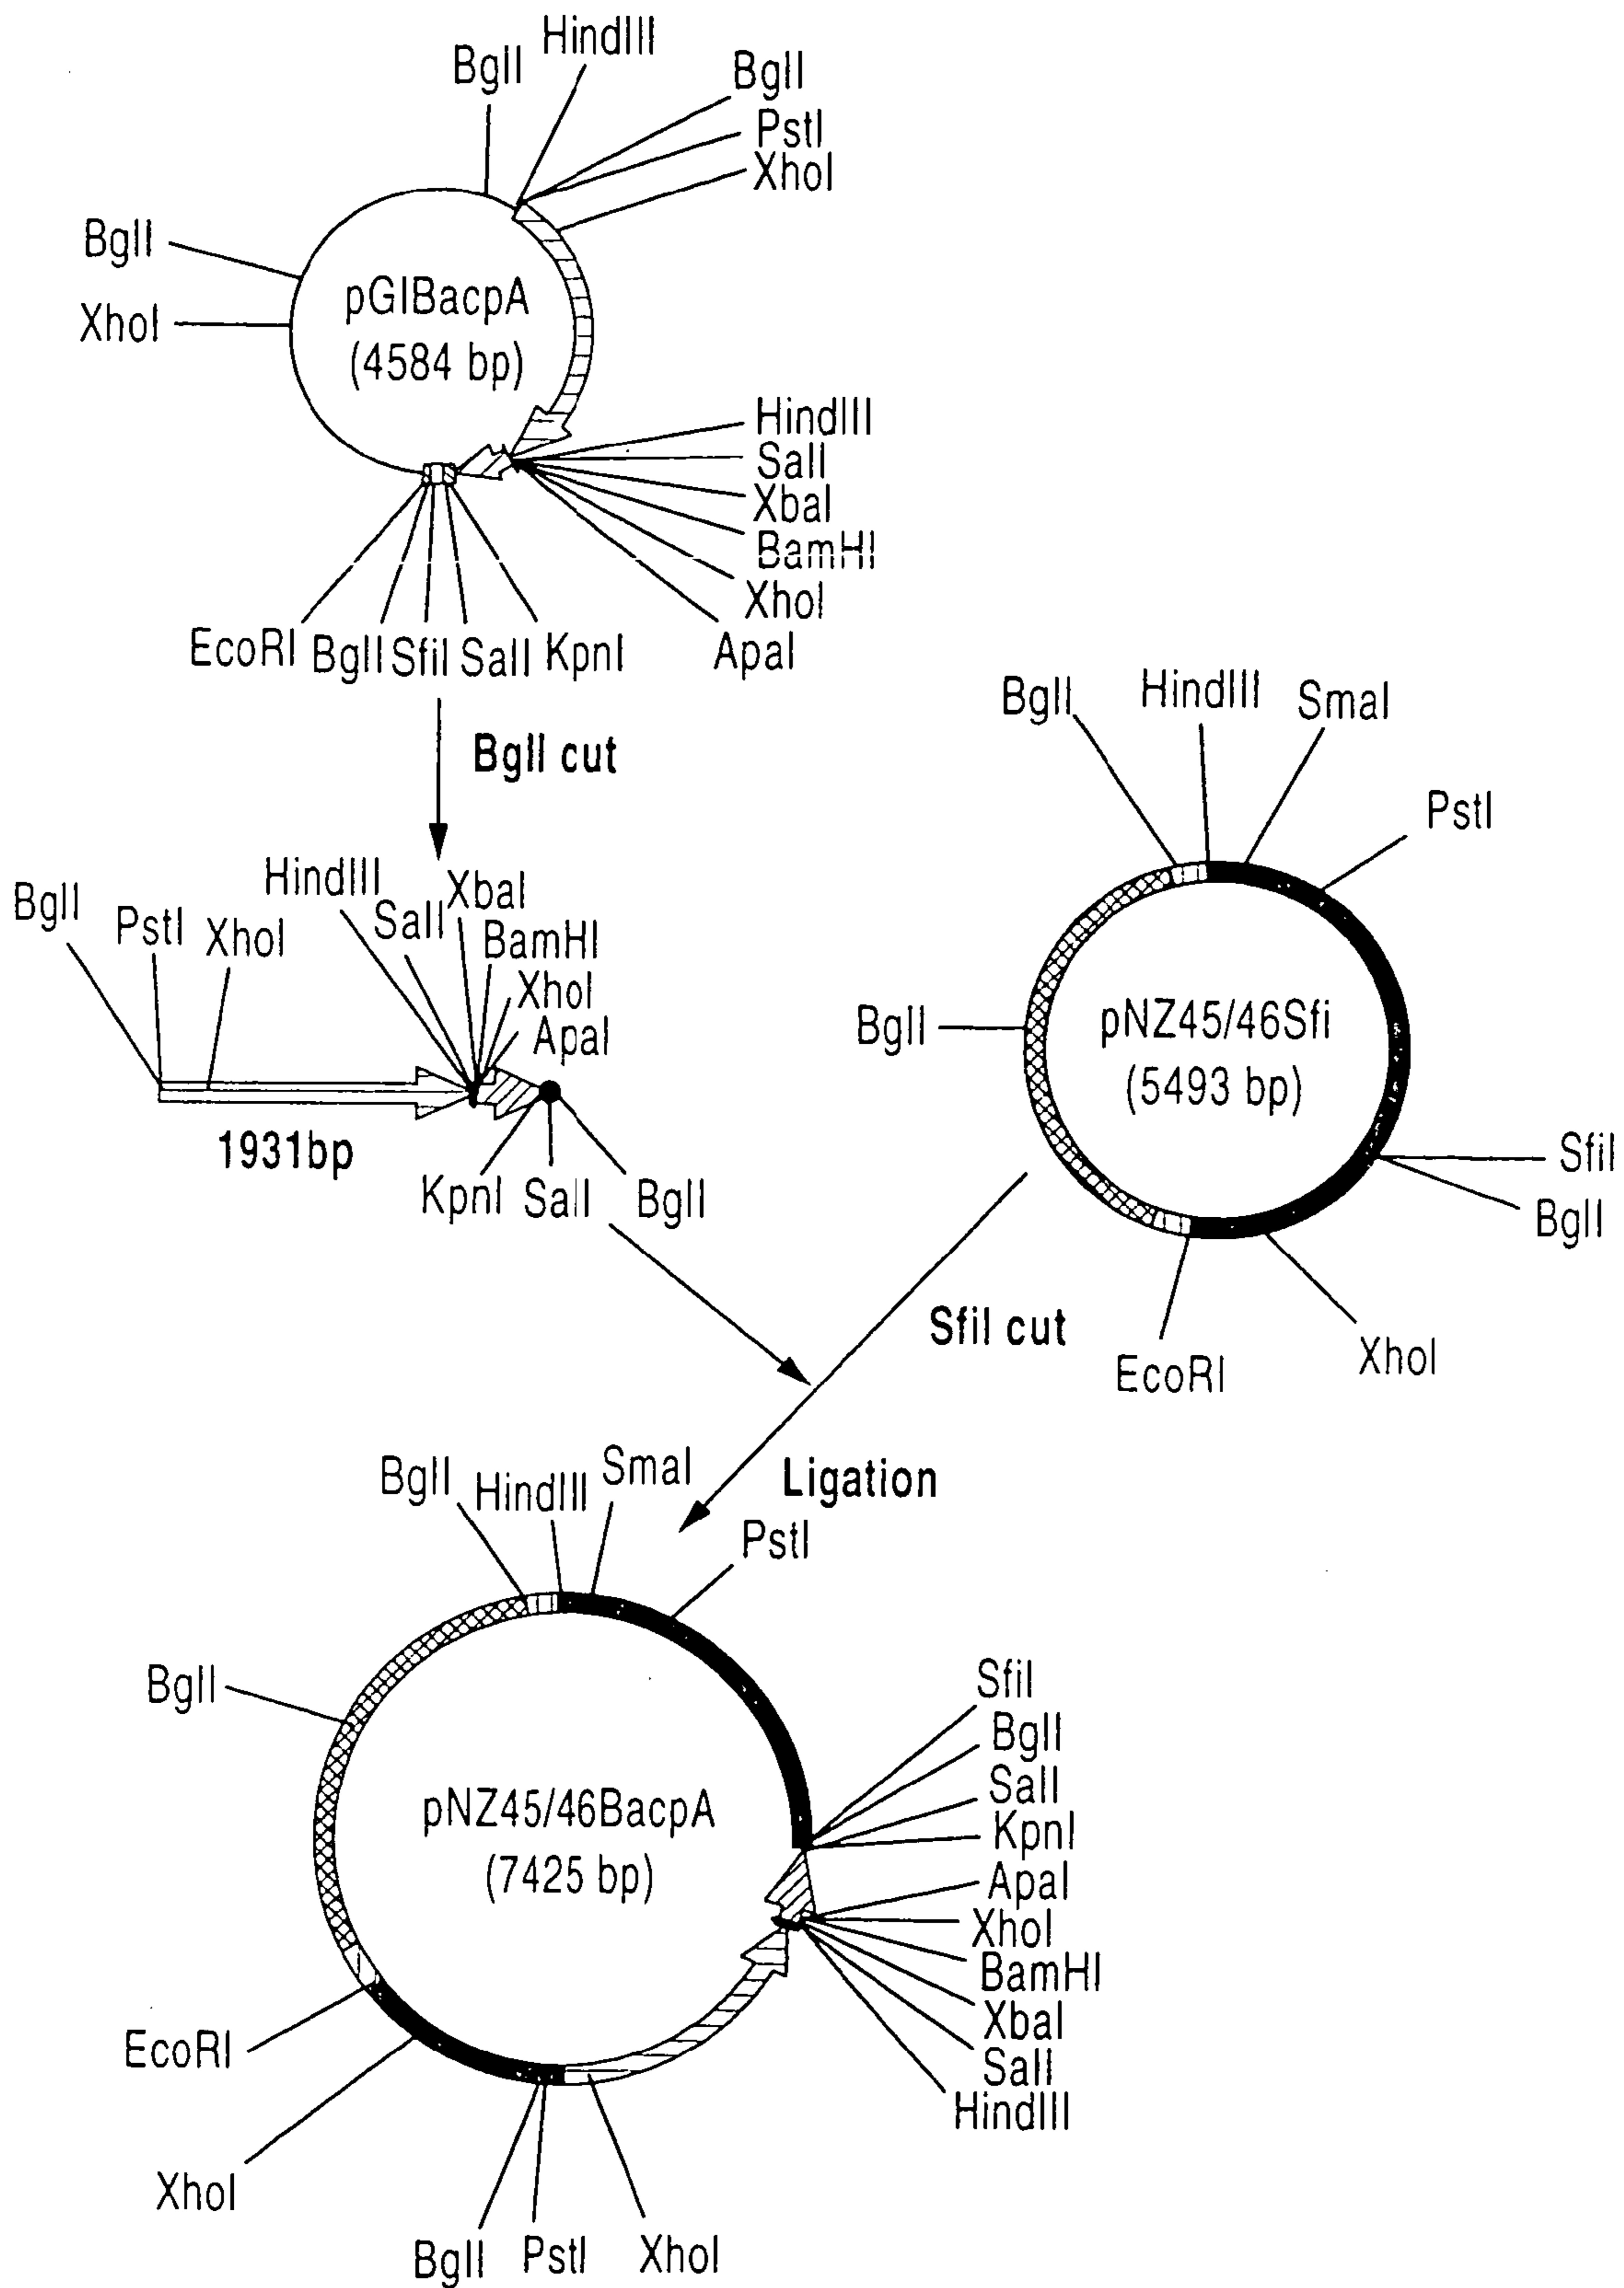 HindIII
BglI
BglI
PstI
XhoI
BglI
XhoI
pGIBacpA
(4584 bp)
HindIII
SalI
XbaI
BamHI
XhoI
ApaI
EcoRI BglI SfiI SalI KpnI
BglI cut
BglI HindIII SmaI
PstI
BglI
pNZ45/46Sfi
(5493 bp)
SfiI
BglI
XhoI
EcoRI
BglI
PstI
XhoI
HindIII
SalI
XbaI
BamHI
XhoI
ApaI
1931bp
KpnI SalI BglI
SfiI cut
Ligation
BglI HindIII SmaI
PstI
BglI
pNZ45/46BacpA
(7425 bp)
SfiI
BglI
SalI
KpnI
ApaI
XhoI
BamHI
XbaI
SalI
HindIII
EcoRI
XhoI
BglI PstI XhoI